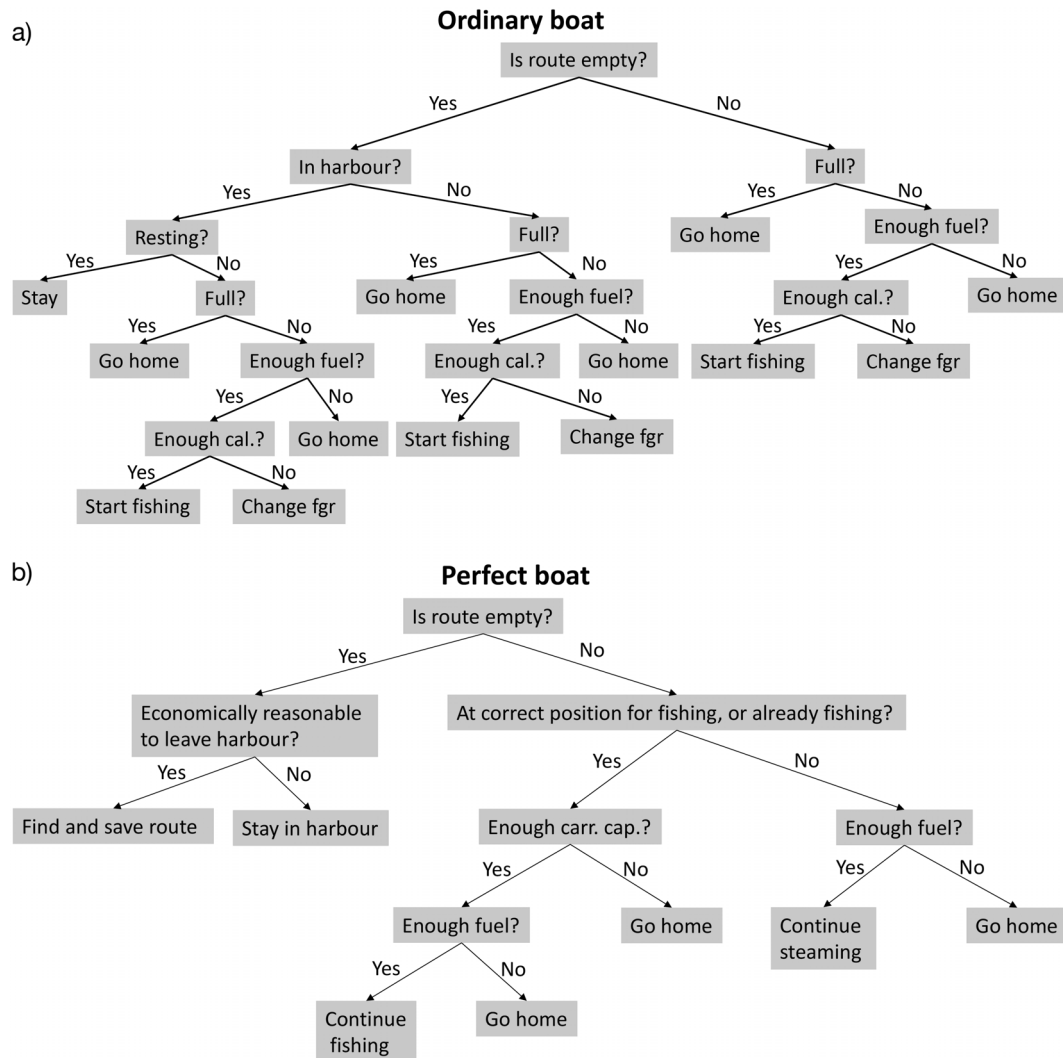 a)
Ordinary boat
Is route empty?
Yes
No
In harbour?
Full?
Yes
No
Yes
No
Resting?
Full?
Go home
Enough fuel?
Yes
No
Yes
No
Yes
No
Stay
Full?
Go home
Enough fuel?
Enough cal.?
Go home
Yes
No
Yes
No
Yes
No
Go home
Enough fuel?
Enough cal.?
Go home
Start fishing
Change fgr
Yes
No
Yes
No
Enough cal.?
Go home
Start fishing
Change fgr
Yes
No
Start fishing
Change fgr
b)
Perfect boat
Is route empty?
Yes
No
Economically reasonable
to leave harbour?
At correct position for fishing, or already fishing?
Yes
No
Yes
No
Find and save route
Stay in harbour
Enough carr. cap.?
Enough fuel?
Yes
No
Yes
No
Enough fuel?
Go home
Continue
steaming
Go home
Yes
No
Continue
fishing
Go home